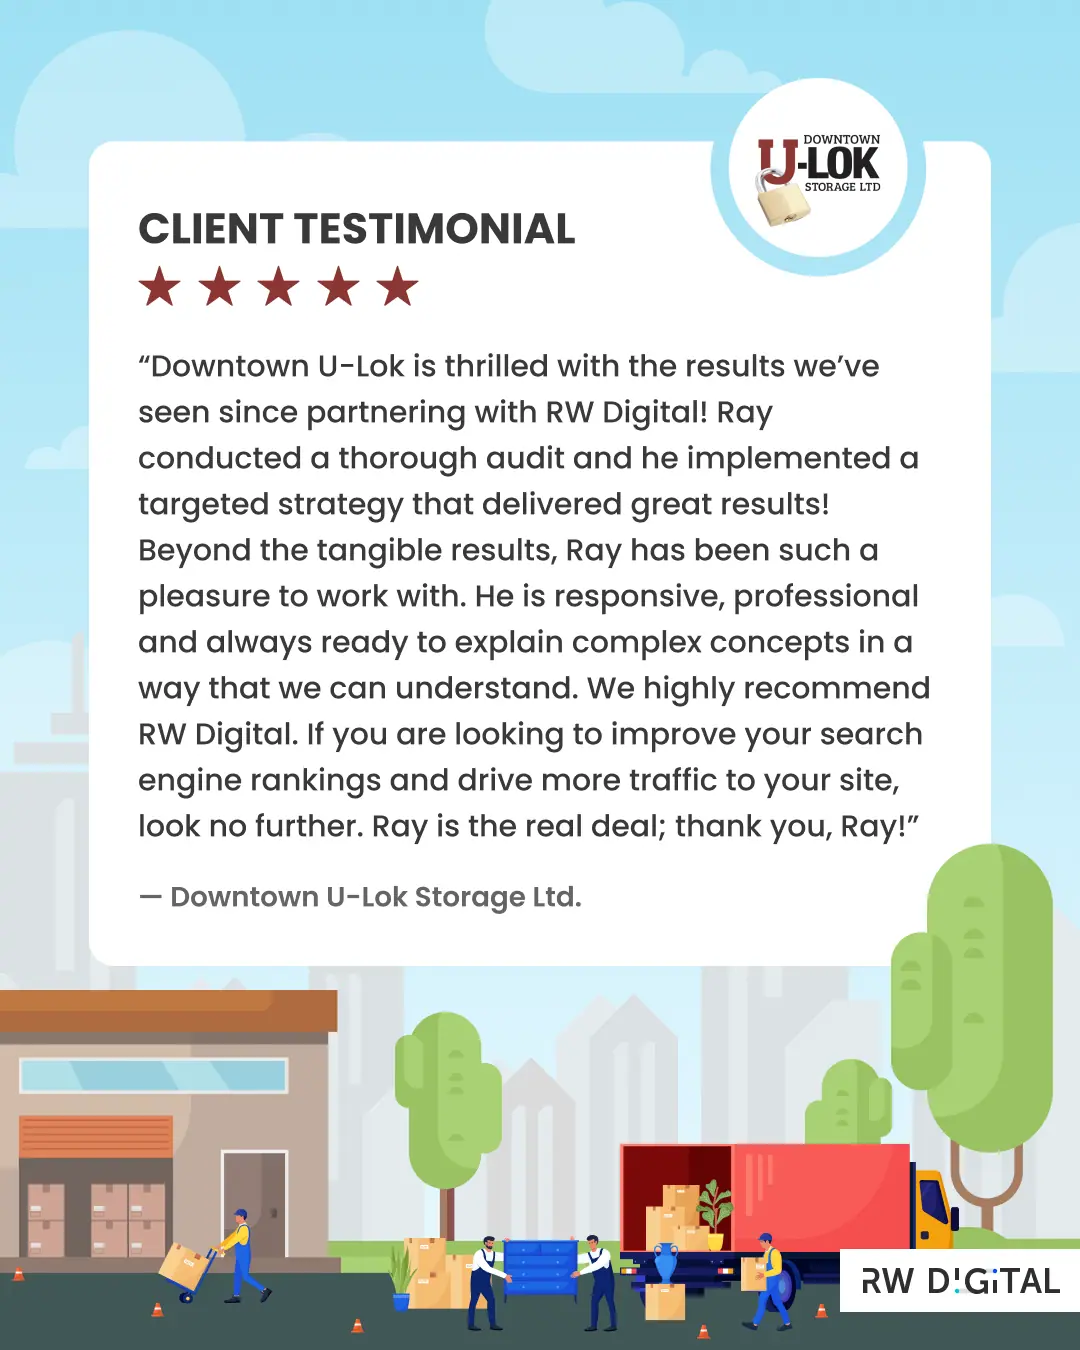 DOWNTOWN
U-LOK
STORAGE LTD
CLIENT TESTIMONIAL
“Downtown U-Lok is thrilled with the results we’ve
seen since partnering with RW Digital! Ray
conducted a thorough audit and he implemented a
targeted strategy that delivered great results!
Beyond the tangible results, Ray has been such a
pleasure to work with. He is responsive, professional
and always ready to explain complex concepts in a
way that we can understand. We highly recommend
RW Digital. If you are looking to improve your search
engine rankings and drive more traffic to your site,
look no further. Ray is the real deal; thank you, Ray!”
— Downtown U-Lok Storage Ltd.
RW D!GiTAL